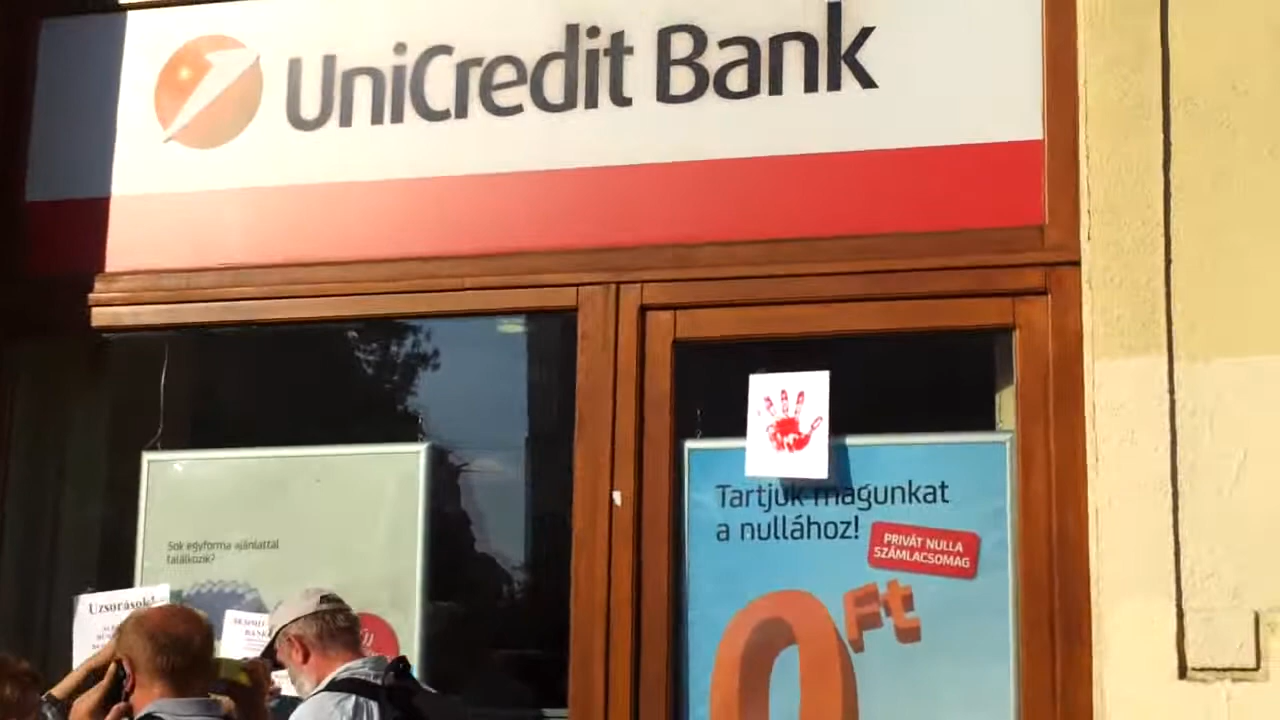 UniCredit Bank
Tartjuk magunkat
a nullához!
PRIVÁT NULLA
SZÁMLACSOMAG
0 Ft
Sok egyforma ajánlattal
találkozik?
Uzsorások!